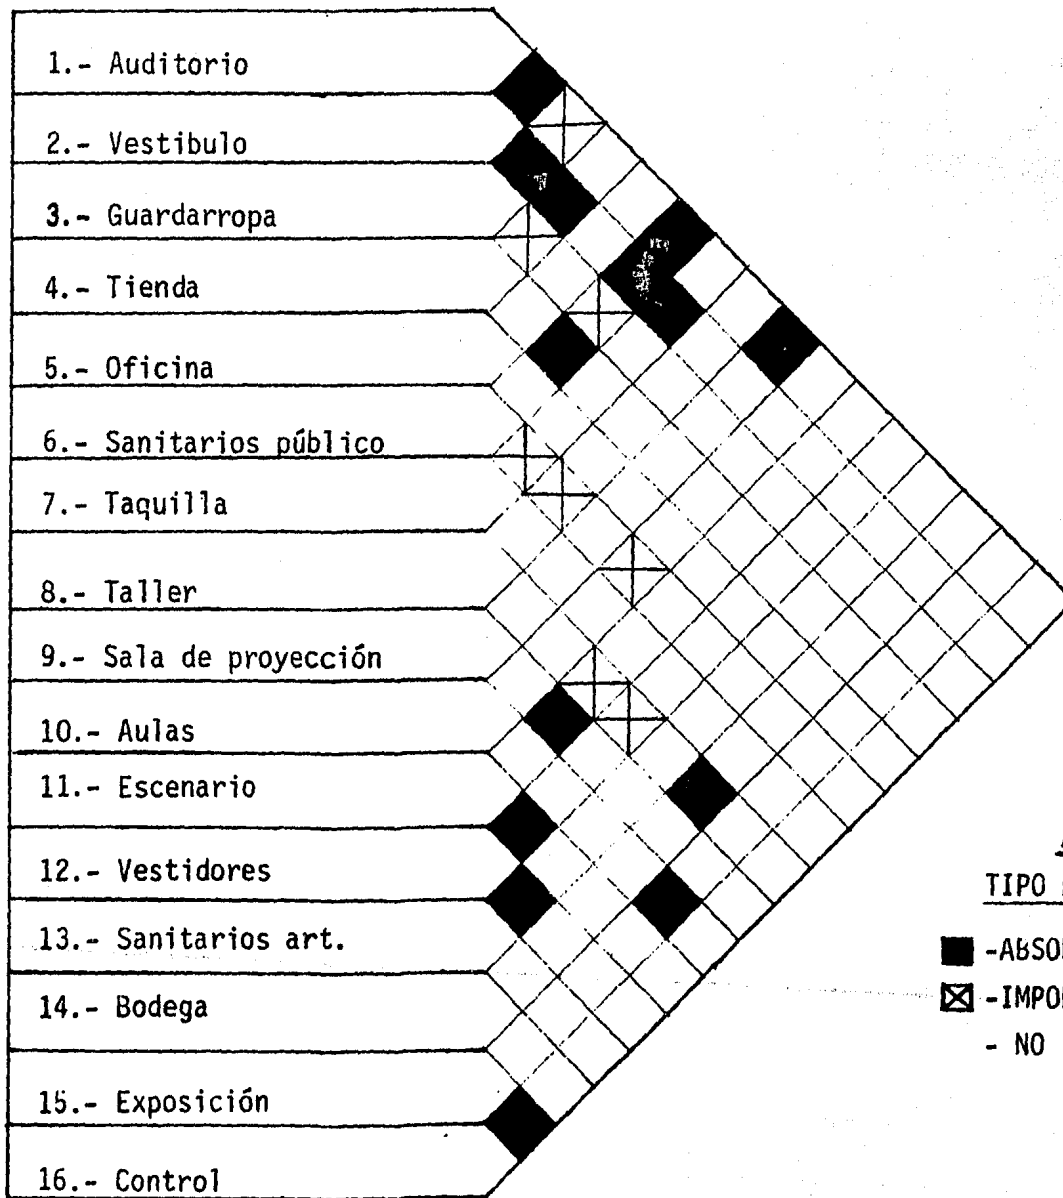 1.- Auditorio
2.- Vestibulo
3.- Guardarropa
4.- Tienda
5.- Oficina
6.- Sanitarios público
7.- Taquilla
8.- Taller
9.- Sala de proyección
10.- Aulas
11.- Escenario
12.- Vestidores
13.- Sanitarios art.
14.- Bodega
15.- Exposición
16.- Control
TIPO
- NO